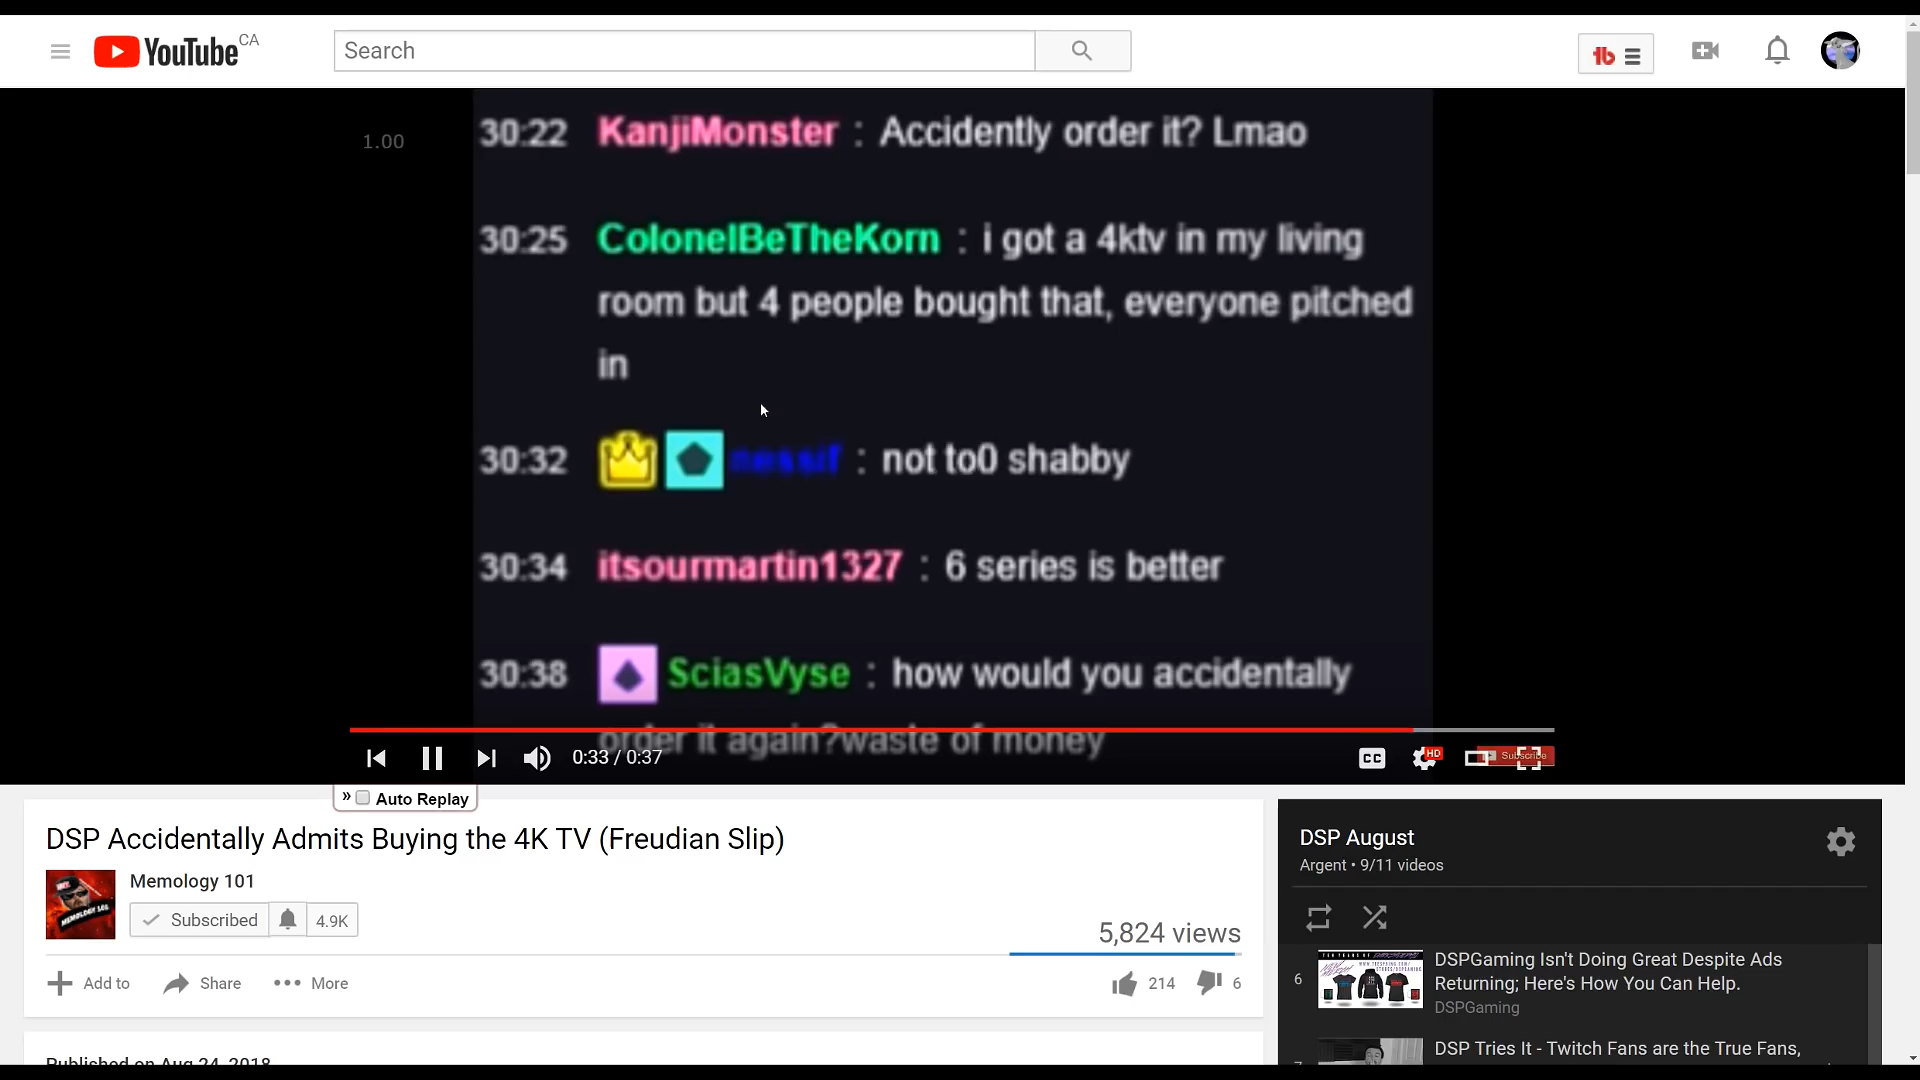 YouTube CA
Search
1.00
30:22 KanjiMonster : Accidently order it? Lmao
30:25 ColonelBeTheKorn : i got a 4ktv in my living
room but 4 people bought that, everyone pitched
in
30:32 nessif : not to0 shabby
30:34 itsourmartin1327 : 6 series is better
30:38 SciasVyse : how would you accidentally
order it again?waste of money
0:33 / 0:37
CC
HD
Subscribe
» Auto Replay
DSP Accidentally Admits Buying the 4K TV (Freudian Slip)
Memology 101
Subscribed 4.9K
5,824 views
Add to Share More
214 6
Published on Aug 24, 2018
DSP August
Argent • 9/11 videos
6
DSPGaming Isn't Doing Great Despite Ads
Returning; Here's How You Can Help.
DSPGaming
7
DSP Tries It - Twitch Fans are the True Fans,